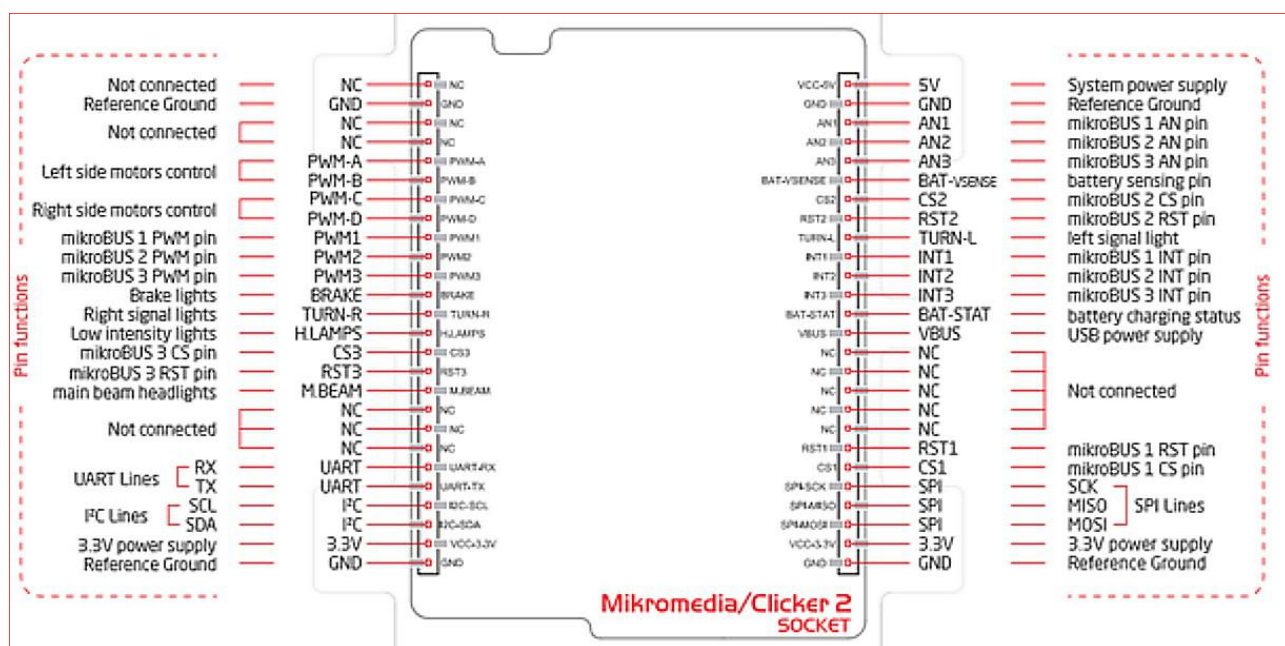 Not connected NC NC VCC-5V 5V System power supply
Reference Ground GND GND GND GND Reference Ground
NC NC AN1 AN1 mikroBUS 1 AN pin
Not connected
NC NC AN2 AN2 mikroBUS 2 AN pin
PWM-A PWM-A AN3 AN3 mikroBUS 3 AN pin
Left side motors control
PWM-B PWM-B BAT-VSENSE BAT-VSENSE battery sensing pin
PWM-C PWM-C CS2 CS2 mikroBUS 2 CS pin
Right side motors control
PWM-D PWM-D RST2 RST2 mikroBUS 2 RST pin
mikroBUS 1 PWM pin PWM1 PWM1 TURN-L TURN-L left signal light
mikroBUS 2 PWM pin PWM2 PWM2 INT1 INT1 mikroBUS 1 INT pin
mikroBUS 3 PWM pin PWM3 PWM3 INT2 INT2 mikroBUS 2 INT pin
Brake lights BRAKE BRAKE INT3 INT3 mikroBUS 3 INT pin
Right signal lights TURN-R TURN-R BAT-STAT BAT-STAT battery charging status
Low intensity lights H.LAMPS H.LAMPS VBUS VBUS USB power supply
mikroBUS 3 CS pin CS3 CS3 NC NC
mikroBUS 3 RST pin RST3 RST3 NC NC
main beam headlights M.BEAM M.BEAM NC NC Not connected
NC NC NC NC
Not connected NC NC NC NC
NC NC RST1 RST1 mikroBUS 1 RST pin
RX UART UART-RX CS1 CS1 mikroBUS 1 CS pin
UART Lines
TX UART UART-TX SPI-SCK SPI SCK
SCL I²C I2C-SCL SPI-MISO SPI MISO SPI Lines
I²C Lines
SDA I²C I2C-SDA SPI-MOSI SPI MOSI
3.3V power supply 3.3V VCC-3.3V VCC-3.3V 3.3V 3.3V power supply
Reference Ground GND GND GND GND Reference Ground
Pin functions
Pin functions
Mikromedia/Clicker 2
SOCKET